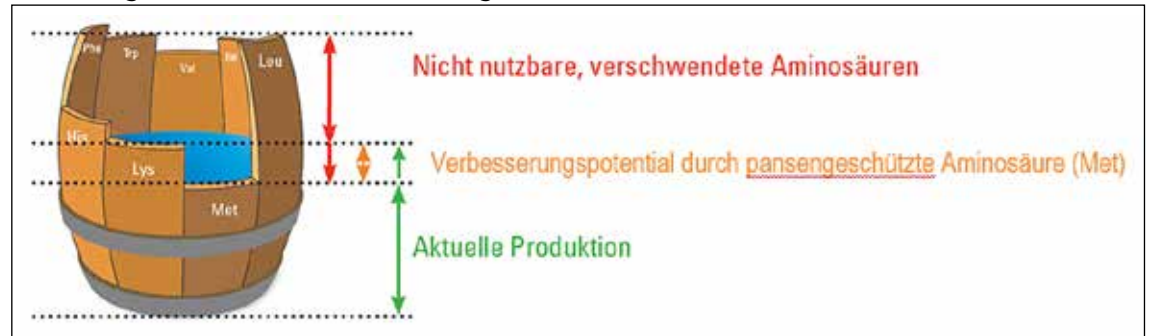 Phe
Trp
Val
Ile
Leu
His
Lys
Met
Nicht nutzbare, verschwendete Aminosäuren
Verbesserungspotential durch pansengeschützte Aminosäure (Met)
Aktuelle Produktion